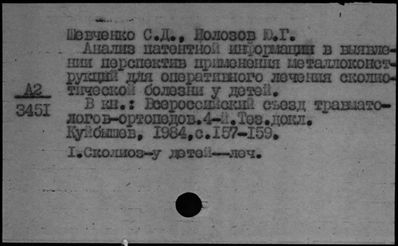 Шевченко С.Д., Полозов Ю.Г.
Анализ патентной информации в выявле-
нии перспектив применения металлоконст-
рукций для оперативного лечения сколио-
тической болезни у детей.
А2
345I
В кн.: Всероссийский съезд травмато-
логов-ортопедов.4-й.Тез.докл.
Куйбышев, 1984,с.157-159.
I.Сколиоз-у детей--леч.